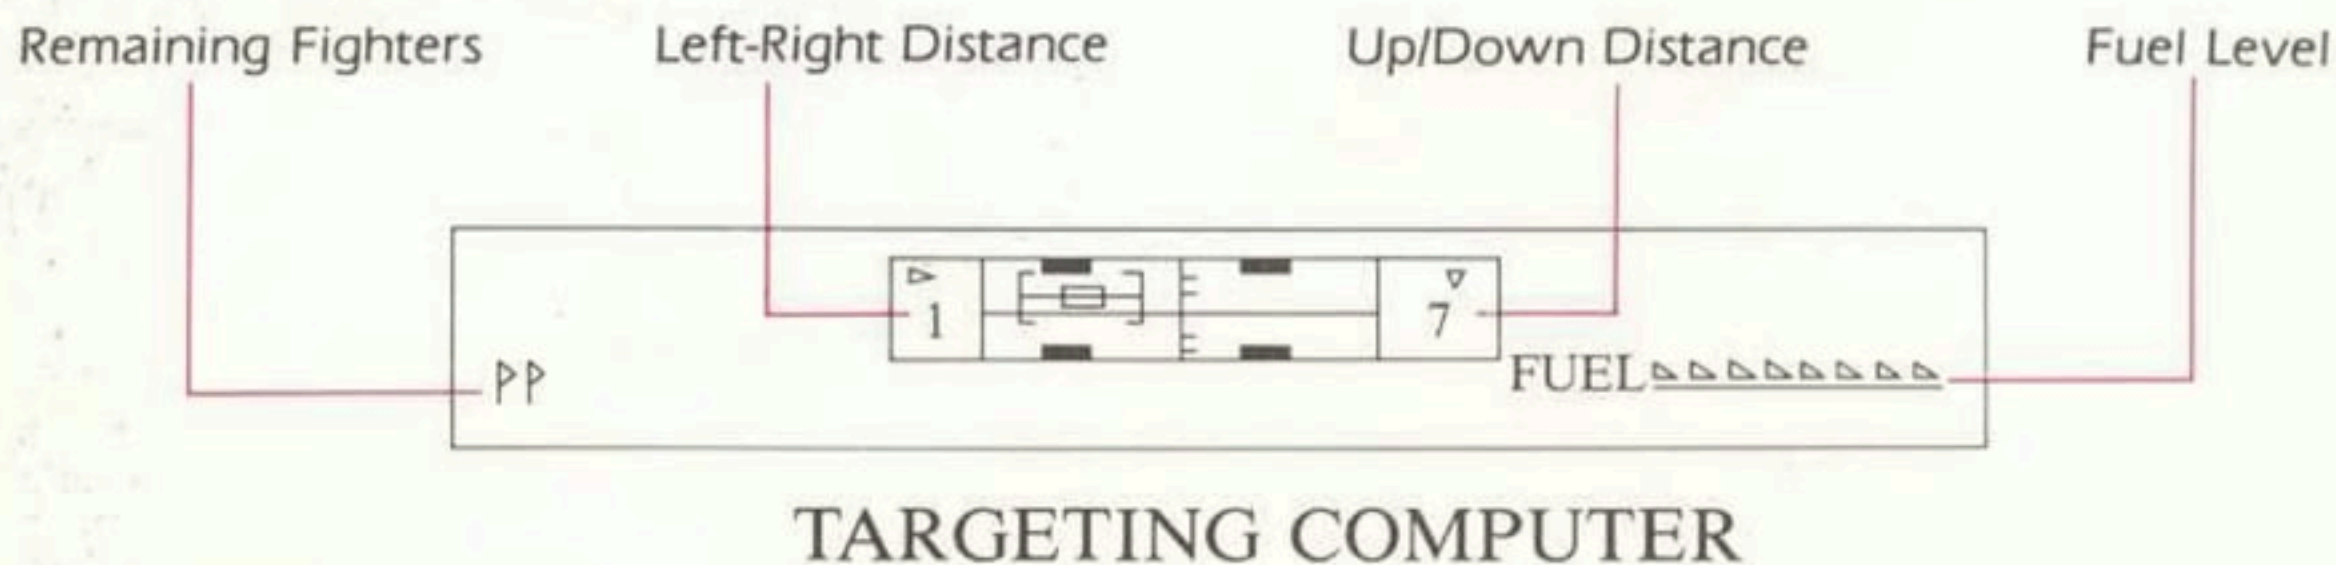 Remaining Fighters Left-Right Distance Up/Down Distance Fuel Level
1 7
FUEL
TARGETING COMPUTER